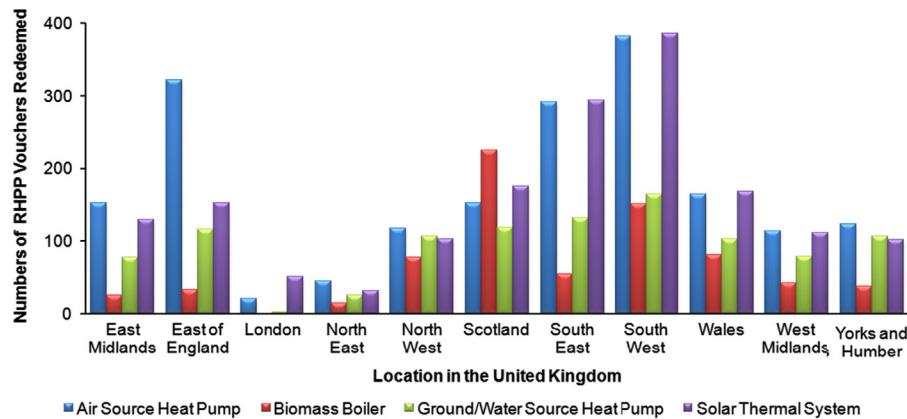 Numbers of RHPP Vouchers Redeemed
400
300
200
100
0
East
Midlands
East of
England
London
North
East
North
West
Scotland
South
East
South
West
Wales
West
Midlands
Yorks and
Humber
Location in the United Kingdom
Air Source Heat Pump
Biomass Boiler
Ground/Water Source Heat Pump
Solar Thermal System